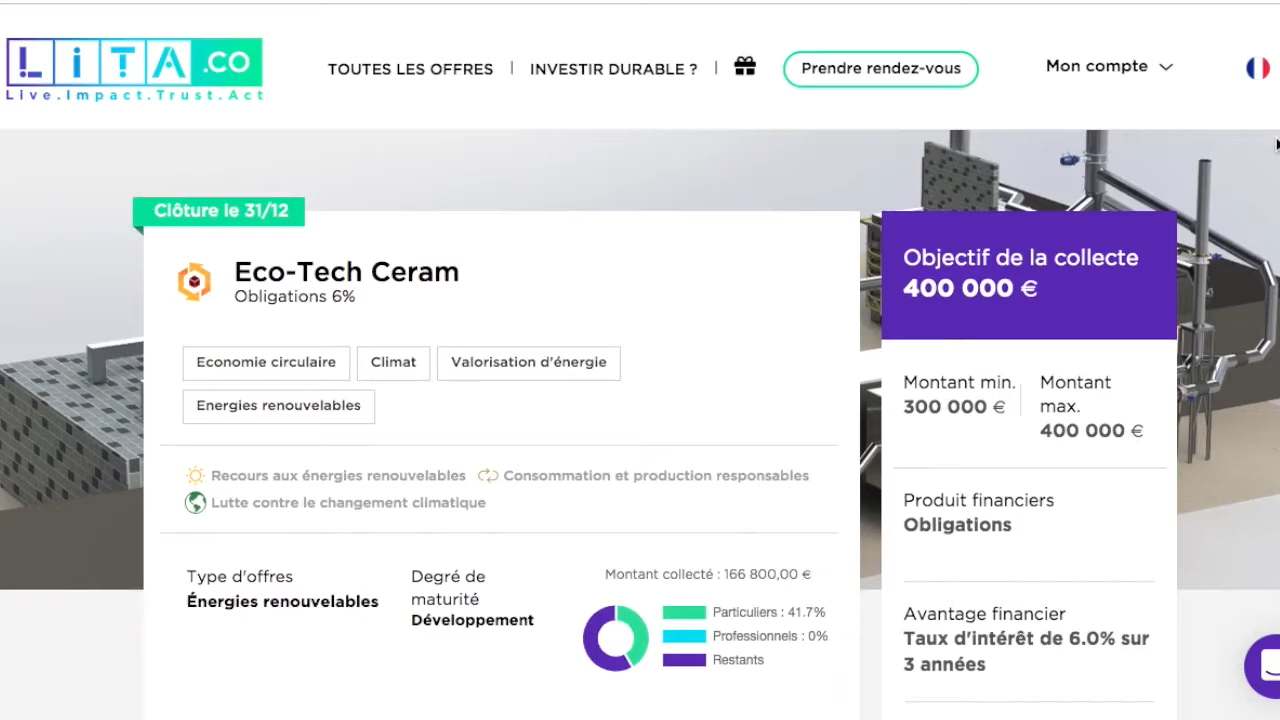 LiTA.CO
Live.Impact.Trust.Act
TOUTES LES OFFRES | INVESTIR DURABLE ? | Prendre rendez-vous Mon compte
Clôture le 31/12
Eco-Tech Ceram
Obligations 6%
Economie circulaire Climat Valorisation d'énergie
Energies renouvelables
Recours aux énergies renouvelables Consommation et production responsables
Lutte contre le changement climatique
Type d'offres
Énergies renouvelables
Degré de
maturité
Développement
Montant collecté : 166 800,00 €
Particuliers : 41.7%
Professionnels : 0%
Restants
Objectif de la collecte
400 000 €
Montant min.
300 000 €
Montant
max.
400 000 €
Produit financiers
Obligations
Avantage financier
Taux d'intérêt de 6.0% sur
3 années